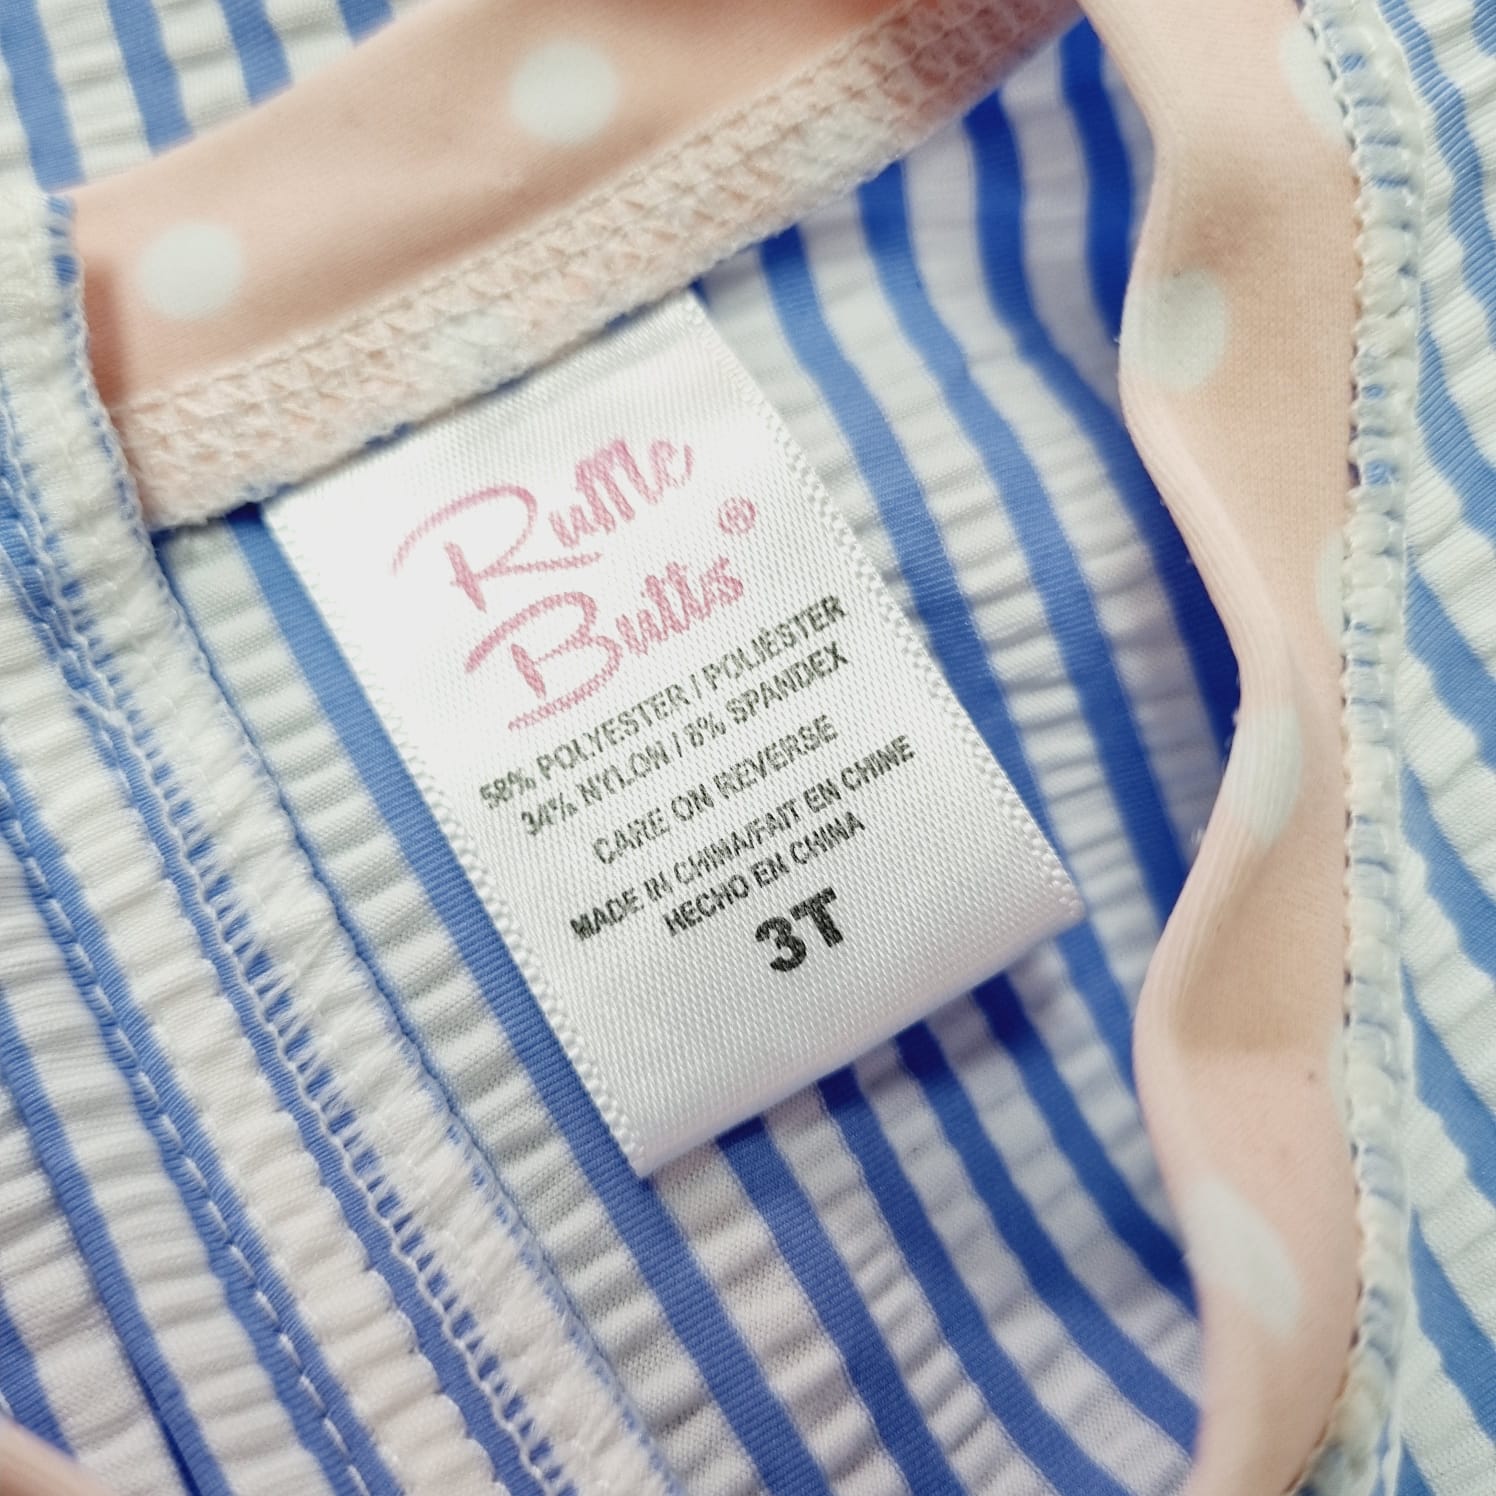 Ruffle
Butts®
58% POLYESTER / POLIÉSTER
34% NYLON / 8% SPANDEX
CARE ON REVERSE
MADE IN CHINA/FAIT EN CHINE
HECHO EN CHINA
3T